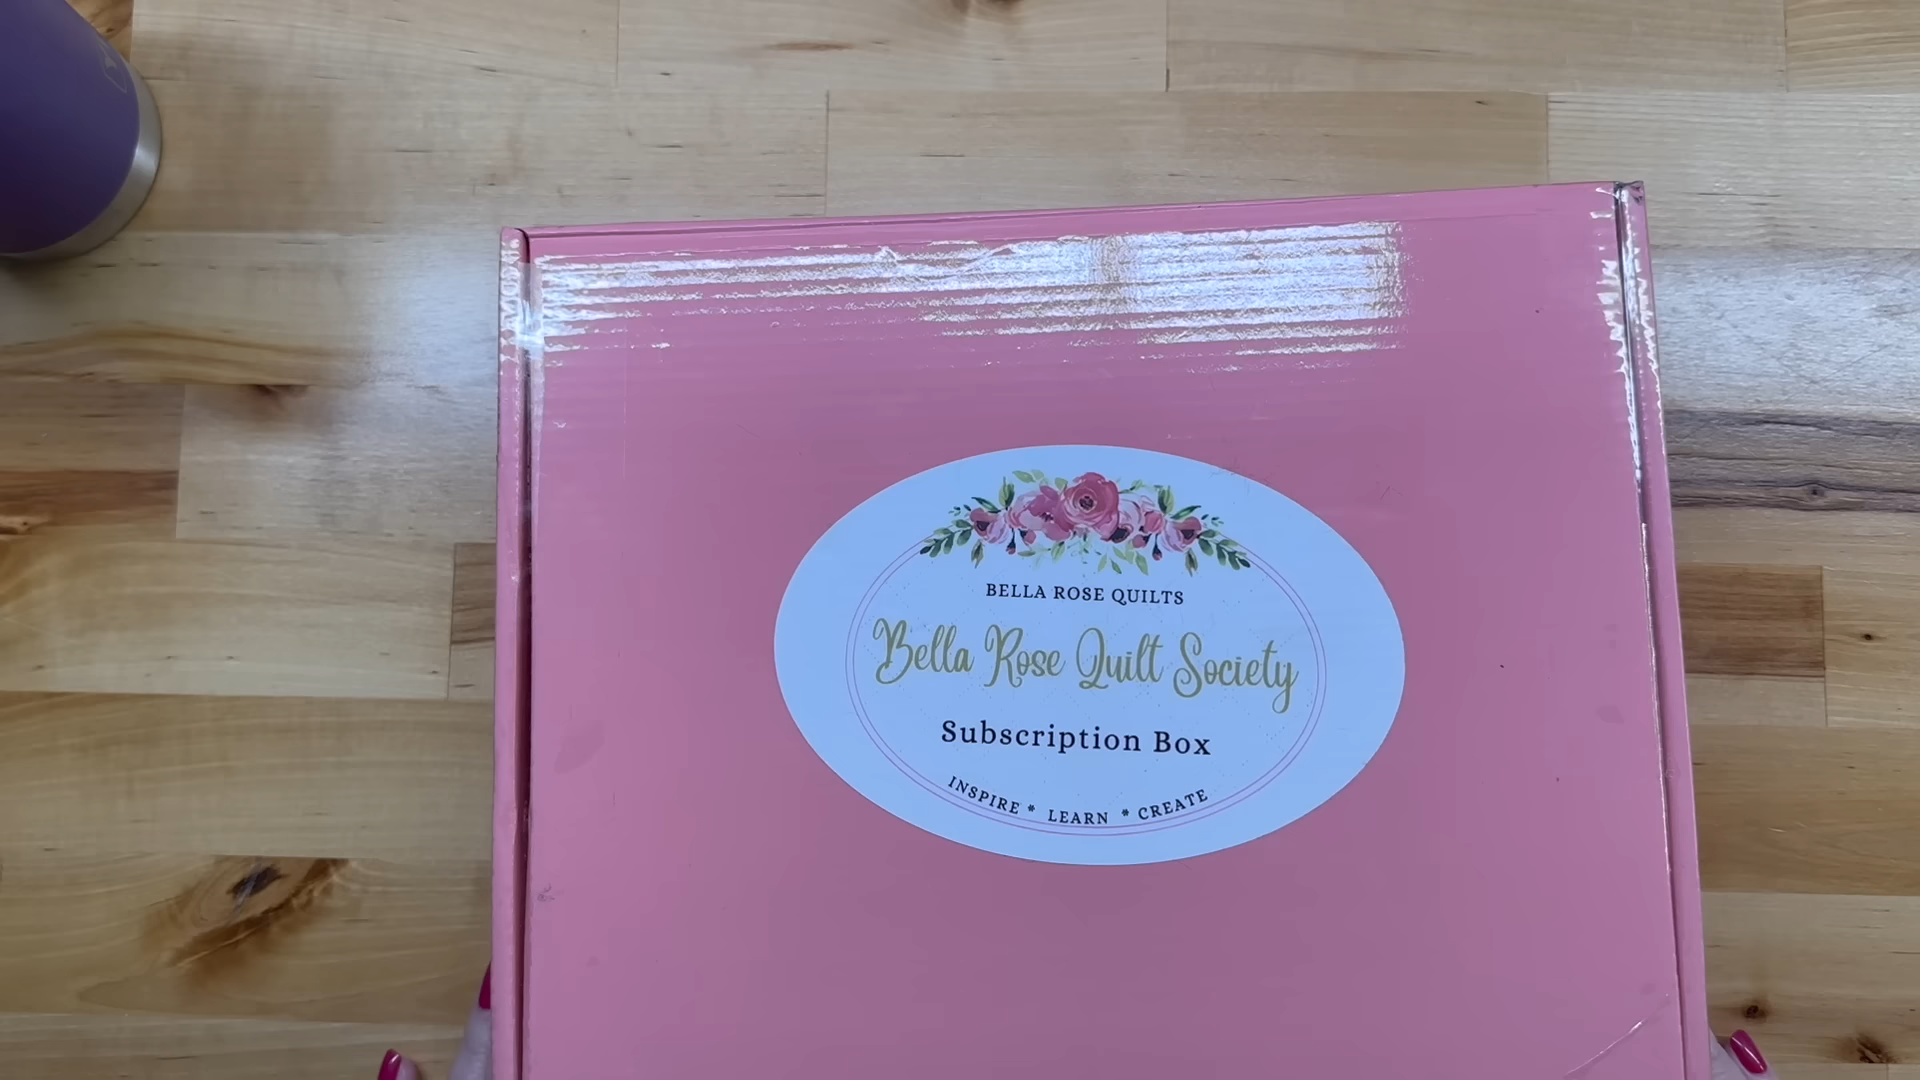 BELLA ROSE QUILTS
Bella Rose Quilt Society
Subscription Box
INSPIRE * LEARN * CREATE